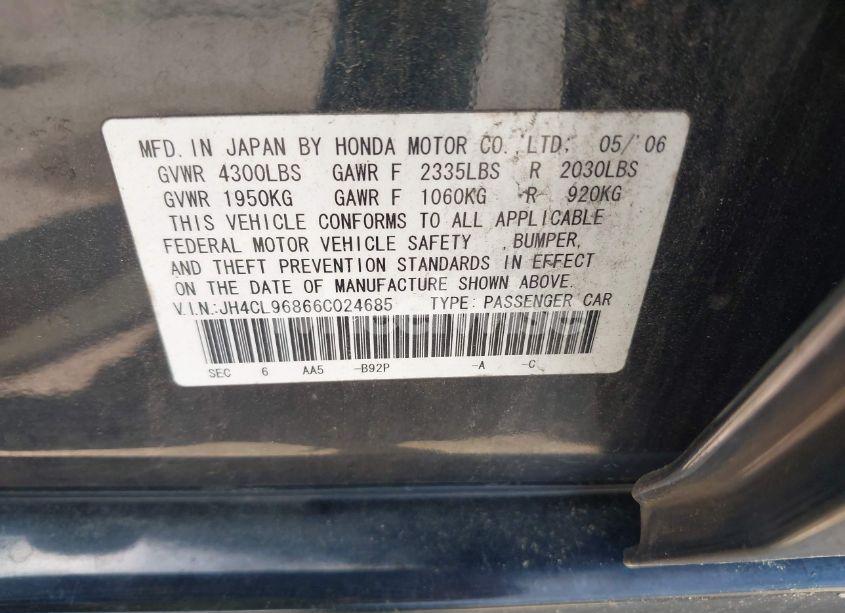 MFD. IN JAPAN BY HONDA MOTOR CO., LTD. 05/'06
GVWR 4300LBS GAWR F 2335LBS R 2030LBS
GVWR 1950KG GAWR F 1060KG R 920KG
THIS VEHICLE CONFORMS TO ALL APPLICABLE
FEDERAL MOTOR VEHICLE SAFETY , BUMPER,
AND THEFT PREVENTION STANDARDS IN EFFECT
ON THE DATE OF MANUFACTURE SHOWN ABOVE.
V.I.N.:JH4CL96866C024685 TYPE: PASSENGER CAR
SEC 6 AA5 -B92P -A -C